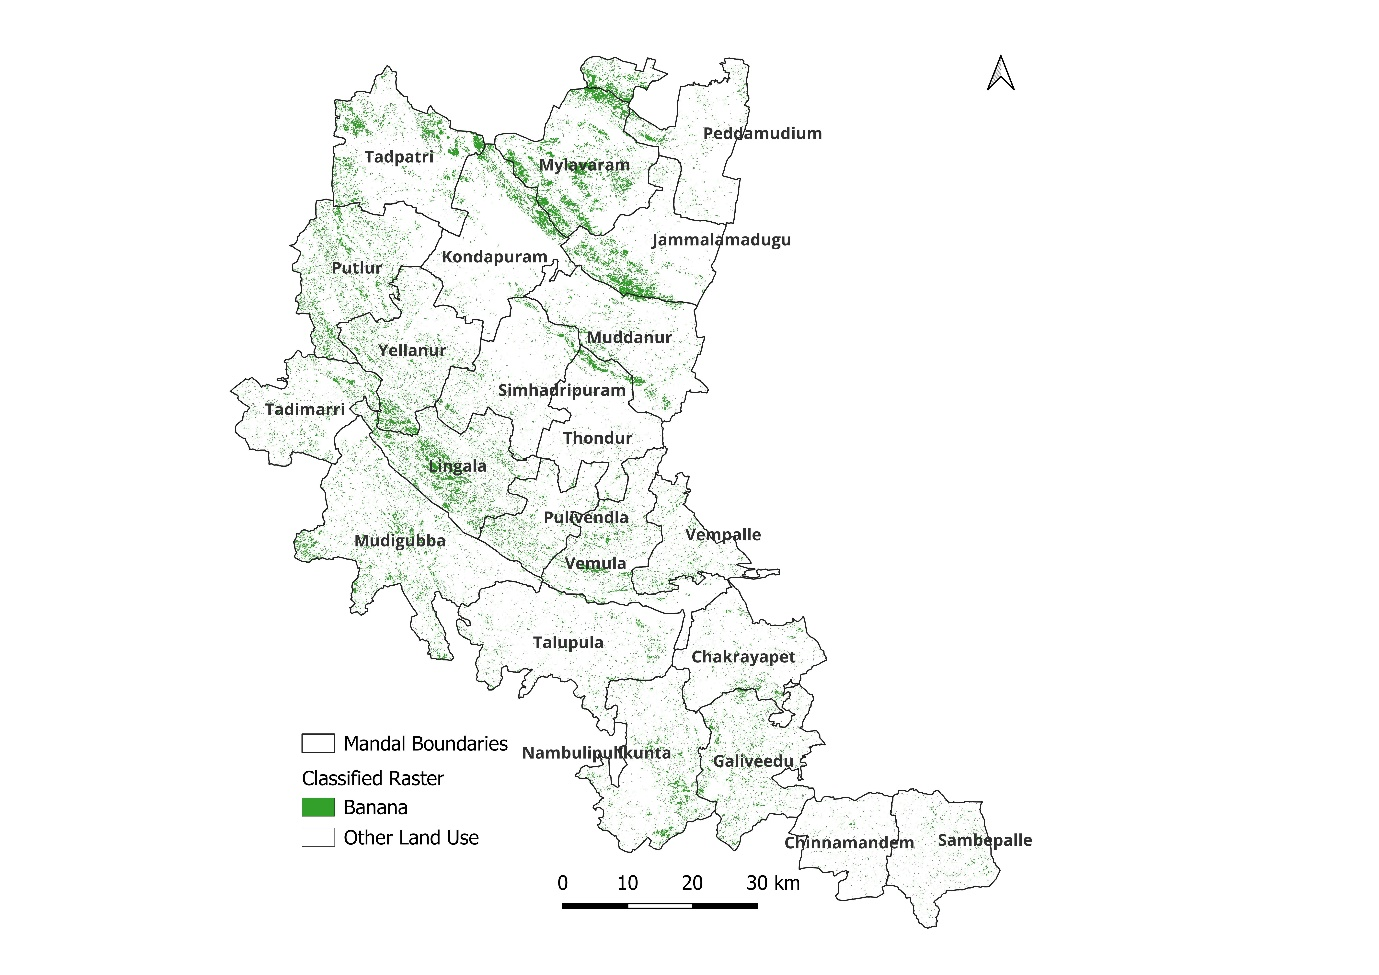 Peddamudium
Tadpatri
Mylavaram
Jammalamadugu
Kondapuram
Putlur
Muddanur
Yellanur
Simhadripuram
Tadimarri
Thondur
Lingala
Pulivendla
Vempalle
Mudigubba
Vemula
Talupula
Chakrayapet
Nambulipulikunta
Galiveedu
Chinnamandem
Sambepalle
Mandal Boundaries
Classified Raster
Banana
Other Land Use
0 10 20 30 km